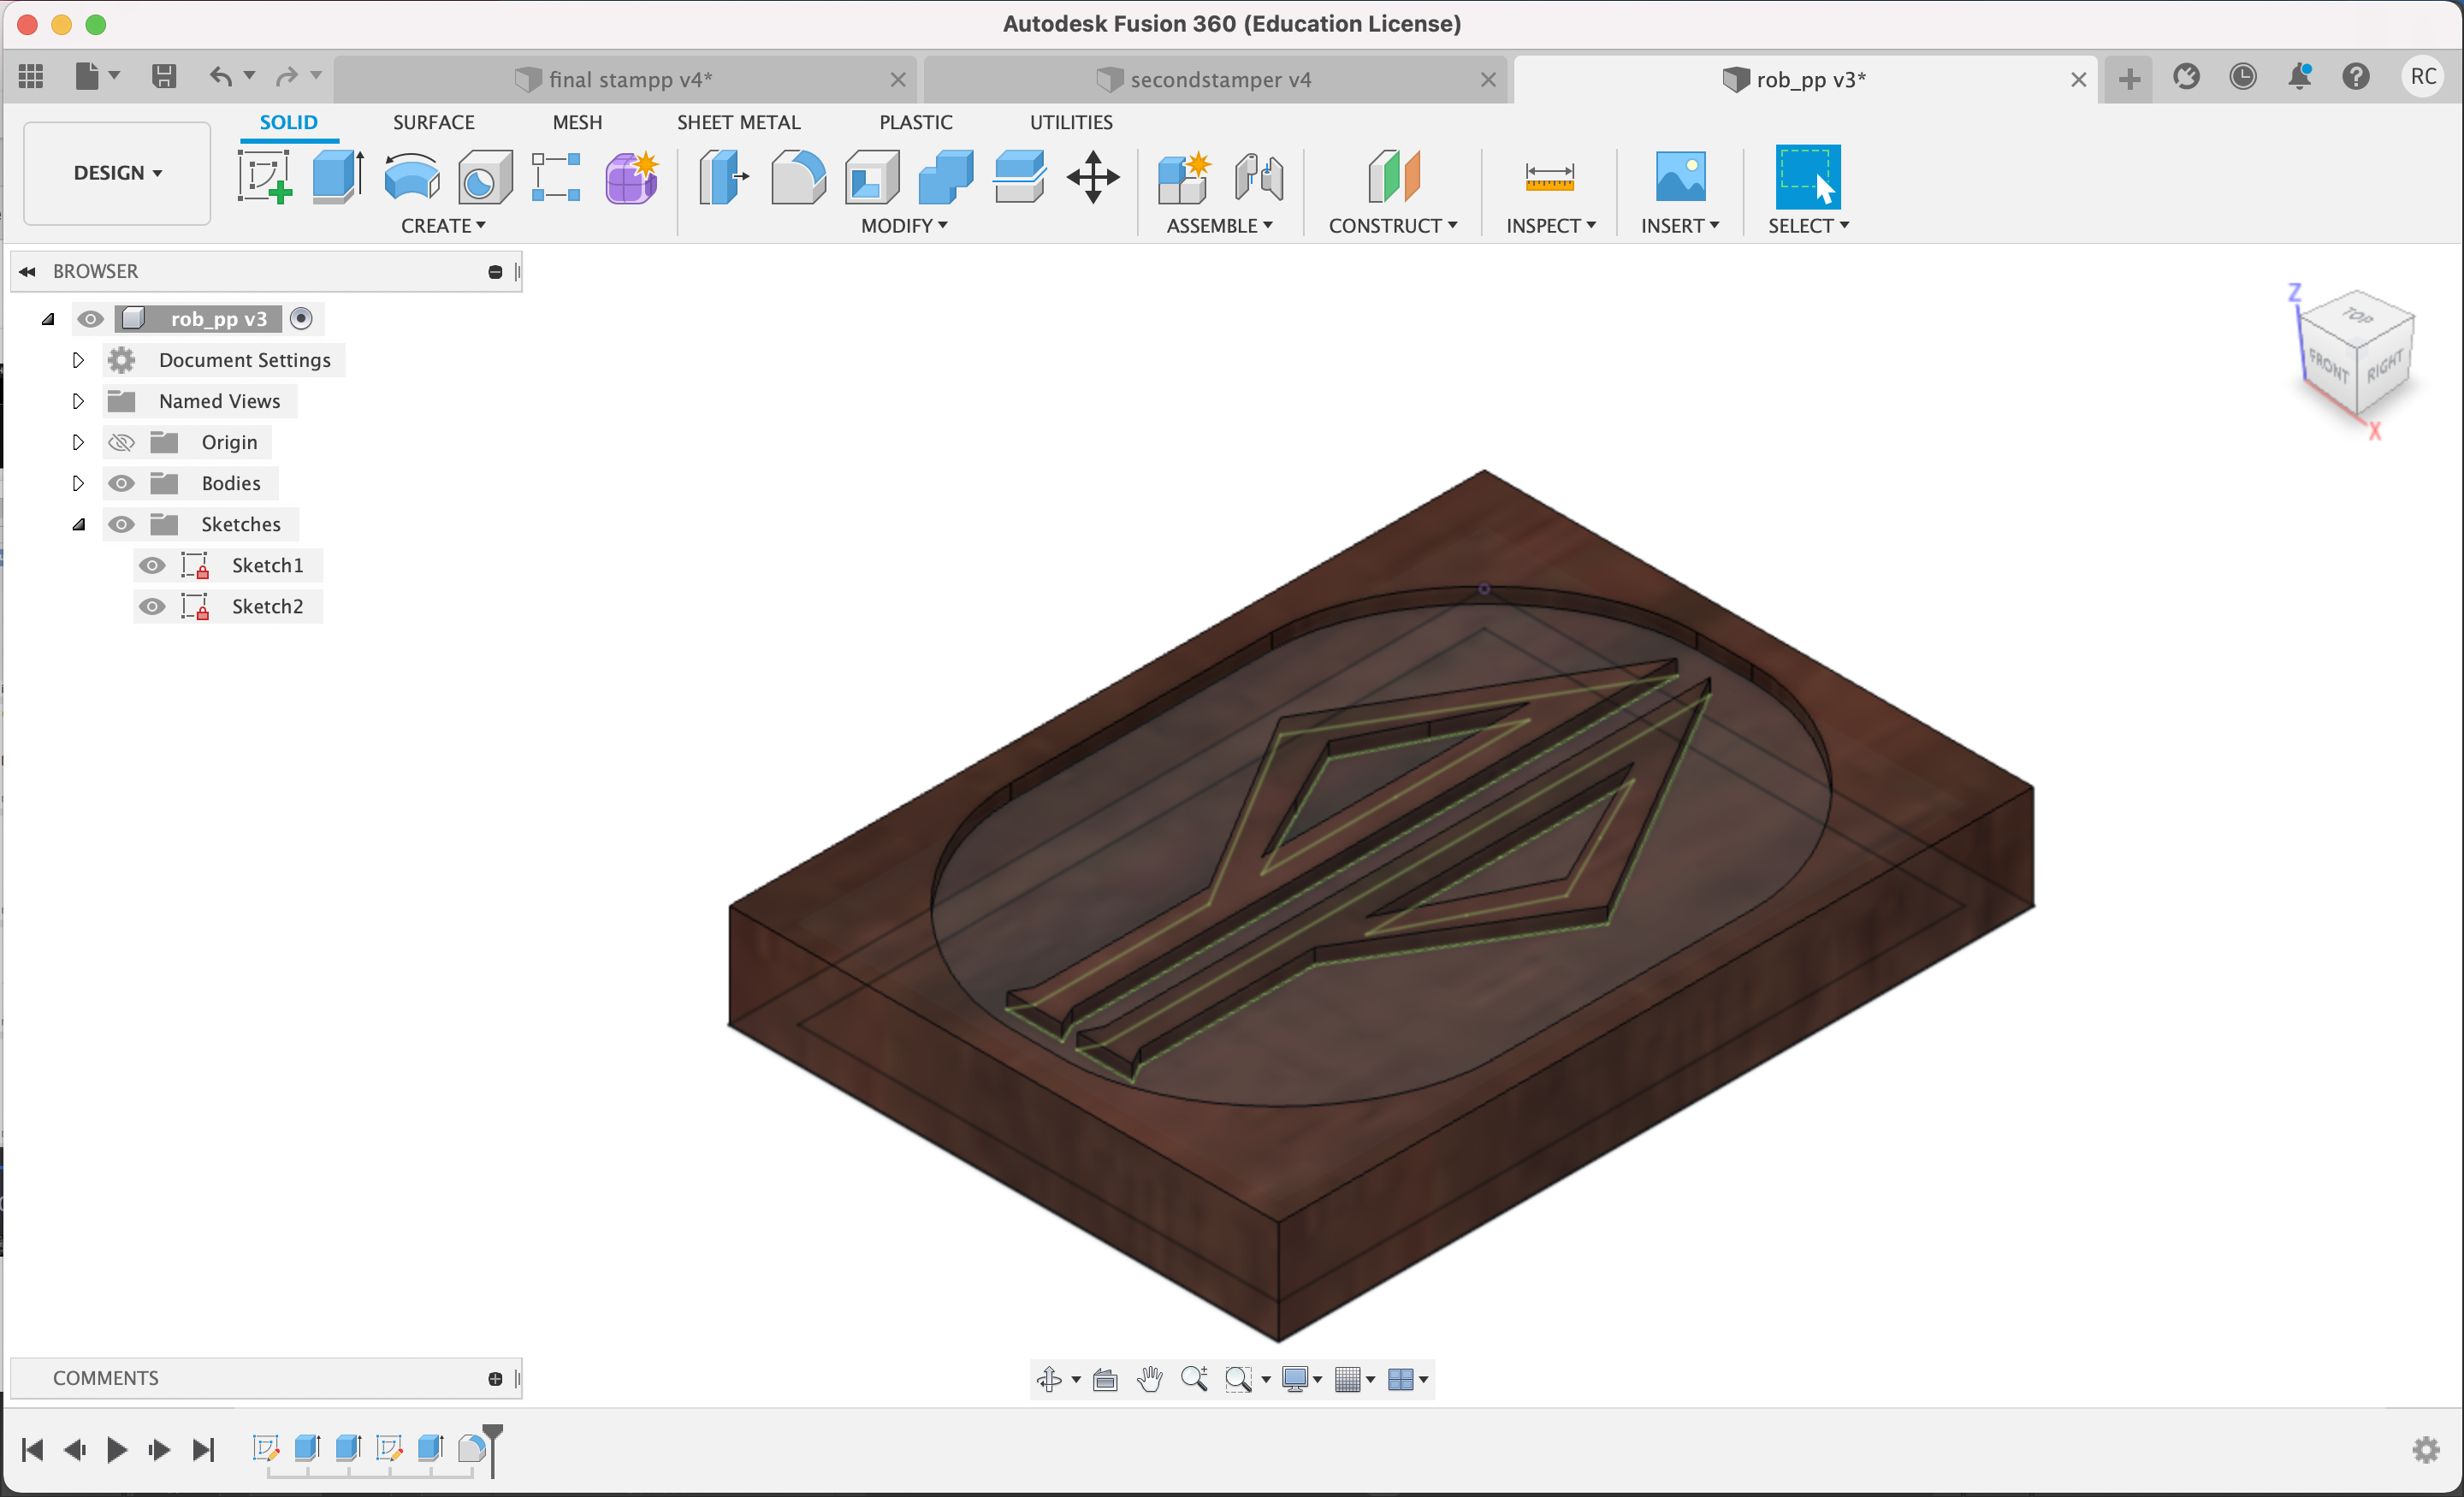 Autodesk Fusion 360 (Education License)
final stampp v4*
secondstamper v4
rob_pp v3*
RC
DESIGN
SOLID
SURFACE
MESH
SHEET METAL
PLASTIC
UTILITIES
CREATE
MODIFY
ASSEMBLE
CONSTRUCT
INSPECT
INSERT
SELECT
BROWSER
rob_pp v3
Document Settings
Named Views
Origin
Bodies
Sketches
Sketch1
Sketch2
Z
TOP
FRONT
RIGHT
X
COMMENTS